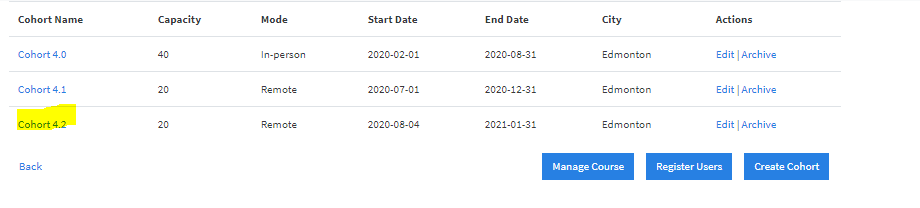 Cohort Name Capacity Mode Start Date End Date City Actions
Cohort 4.0 40 In-person 2020-02-01 2020-08-31 Edmonton Edit | Archive
Cohort 4.1 20 Remote 2020-07-01 2020-12-31 Edmonton Edit | Archive
Cohort 4.2 20 Remote 2020-08-04 2021-01-31 Edmonton Edit | Archive
Back Manage Course Register Users Create Cohort